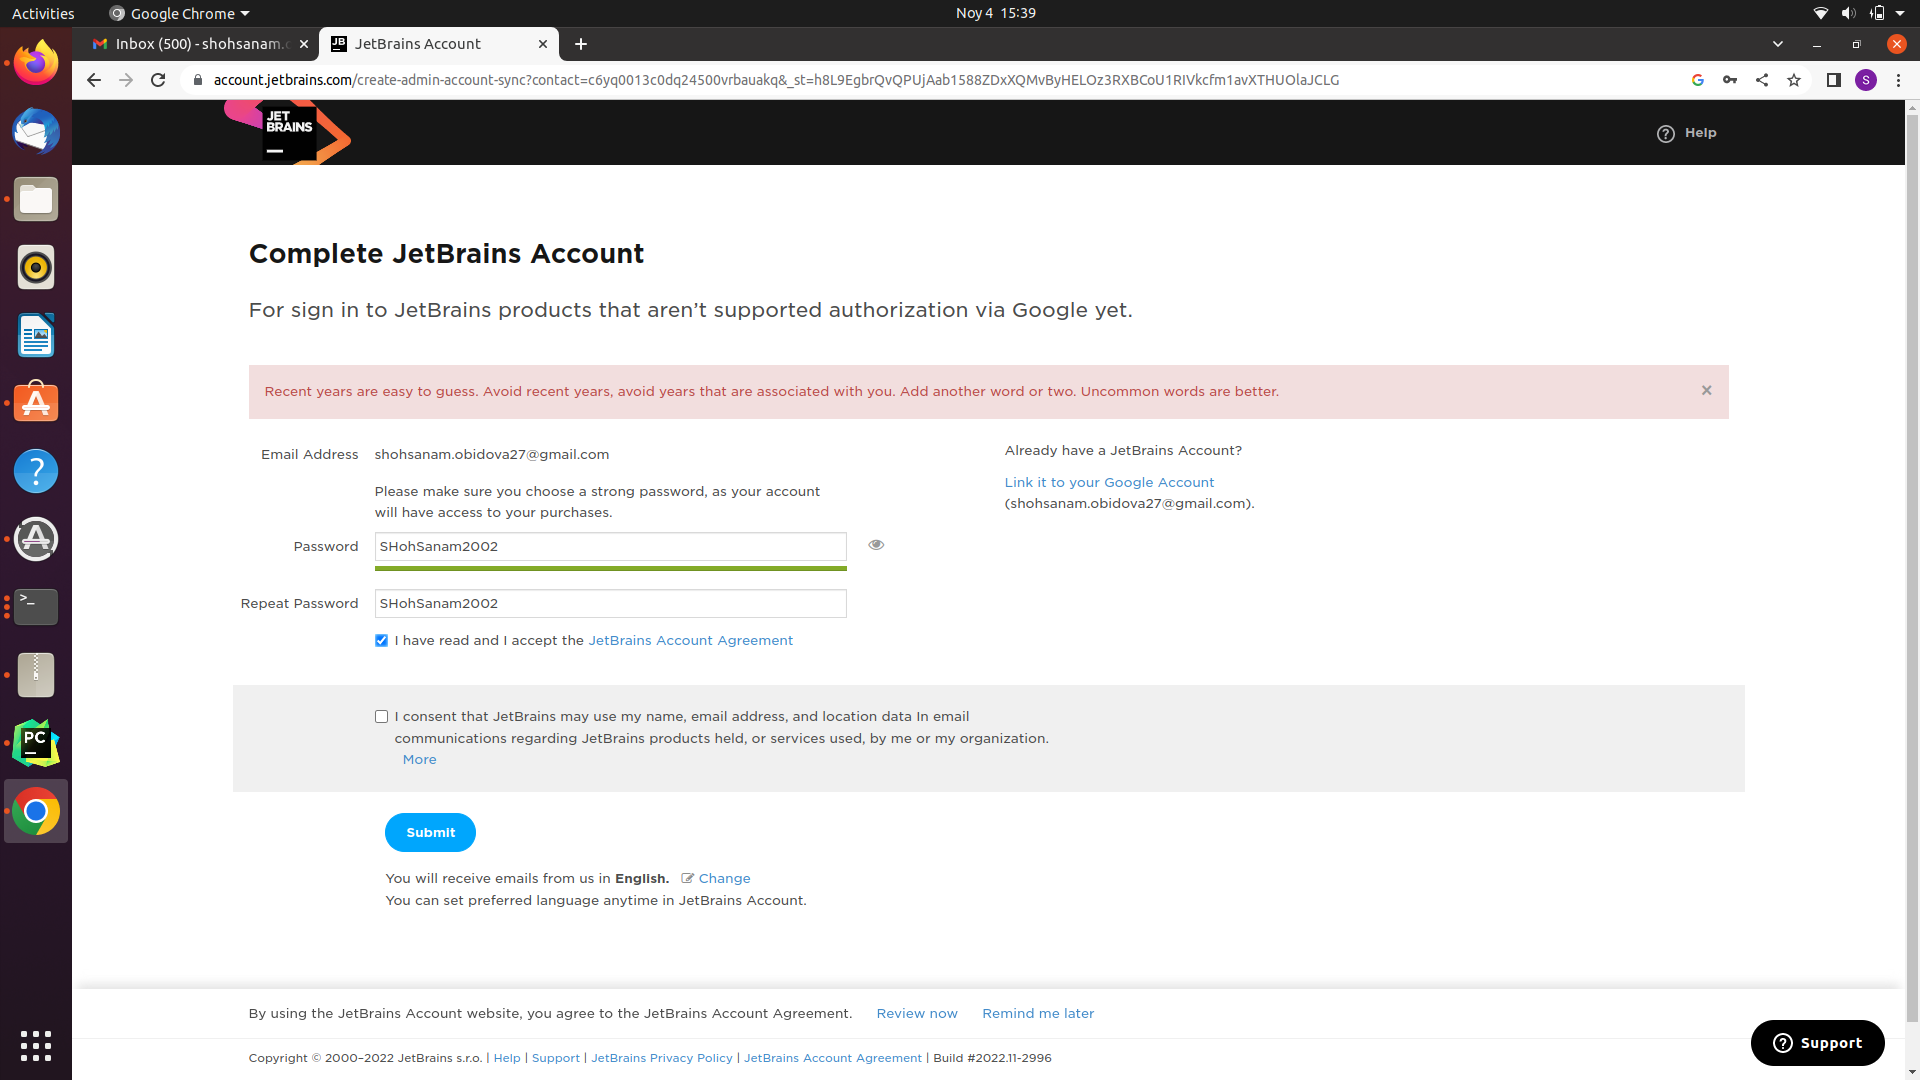 Activities
Google Chrome
Noy 4 15:39
Inbox (500) - shohsanam.
JetBrains Account
account.jetbrains.com/create-admin-account-sync?contact=c6yq0013c0dq24500vrbauakq&_st=h8L9EgbrQvQPUjAab1588ZDxXQMvByHELOz3RXBCoU1RIVkcfm1avXTHUOlaJCLG
S
JET
BRAINS
Help
Complete JetBrains Account
For sign in to JetBrains products that aren’t supported authorization via Google yet.
Recent years are easy to guess. Avoid recent years, avoid years that are associated with you. Add another word or two. Uncommon words are better.
Email Address shohsanam.obidova27@gmail.com
Please make sure you choose a strong password, as your account
will have access to your purchases.
Password SHohSanam2002
Repeat Password SHohSanam2002
I have read and I accept the JetBrains Account Agreement
Already have a JetBrains Account?
Link it to your Google Account
(shohsanam.obidova27@gmail.com).
I consent that JetBrains may use my name, email address, and location data In email
communications regarding JetBrains products held, or services used, by me or my organization.
More
Submit
You will receive emails from us in English. Change
You can set preferred language anytime in JetBrains Account.
By using the JetBrains Account website, you agree to the JetBrains Account Agreement. Review now Remind me later
Copyright © 2000–2022 JetBrains s.r.o. | Help | Support | JetBrains Privacy Policy | JetBrains Account Agreement | Build #2022.11-2996
Support
PC